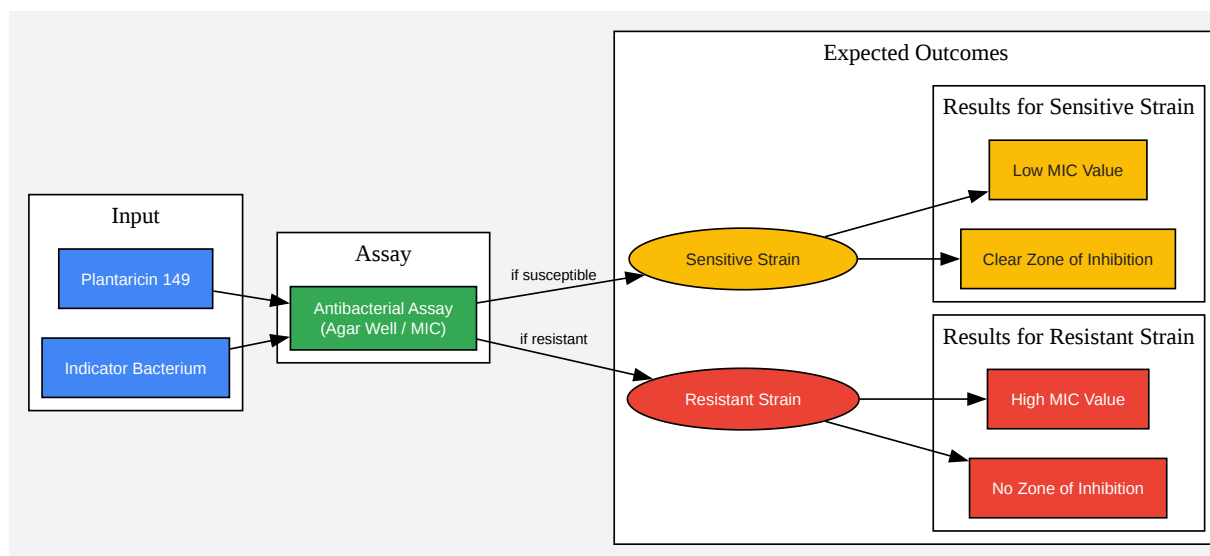 Input
Plantaricin 149
Indicator Bacterium
Assay
Antibacterial Assay
(Agar Well / MIC)
if susceptible
if resistant
Expected Outcomes
Sensitive Strain
Resistant Strain
Results for Sensitive Strain
Low MIC Value
Clear Zone of Inhibition
Results for Resistant Strain
High MIC Value
No Zone of Inhibition